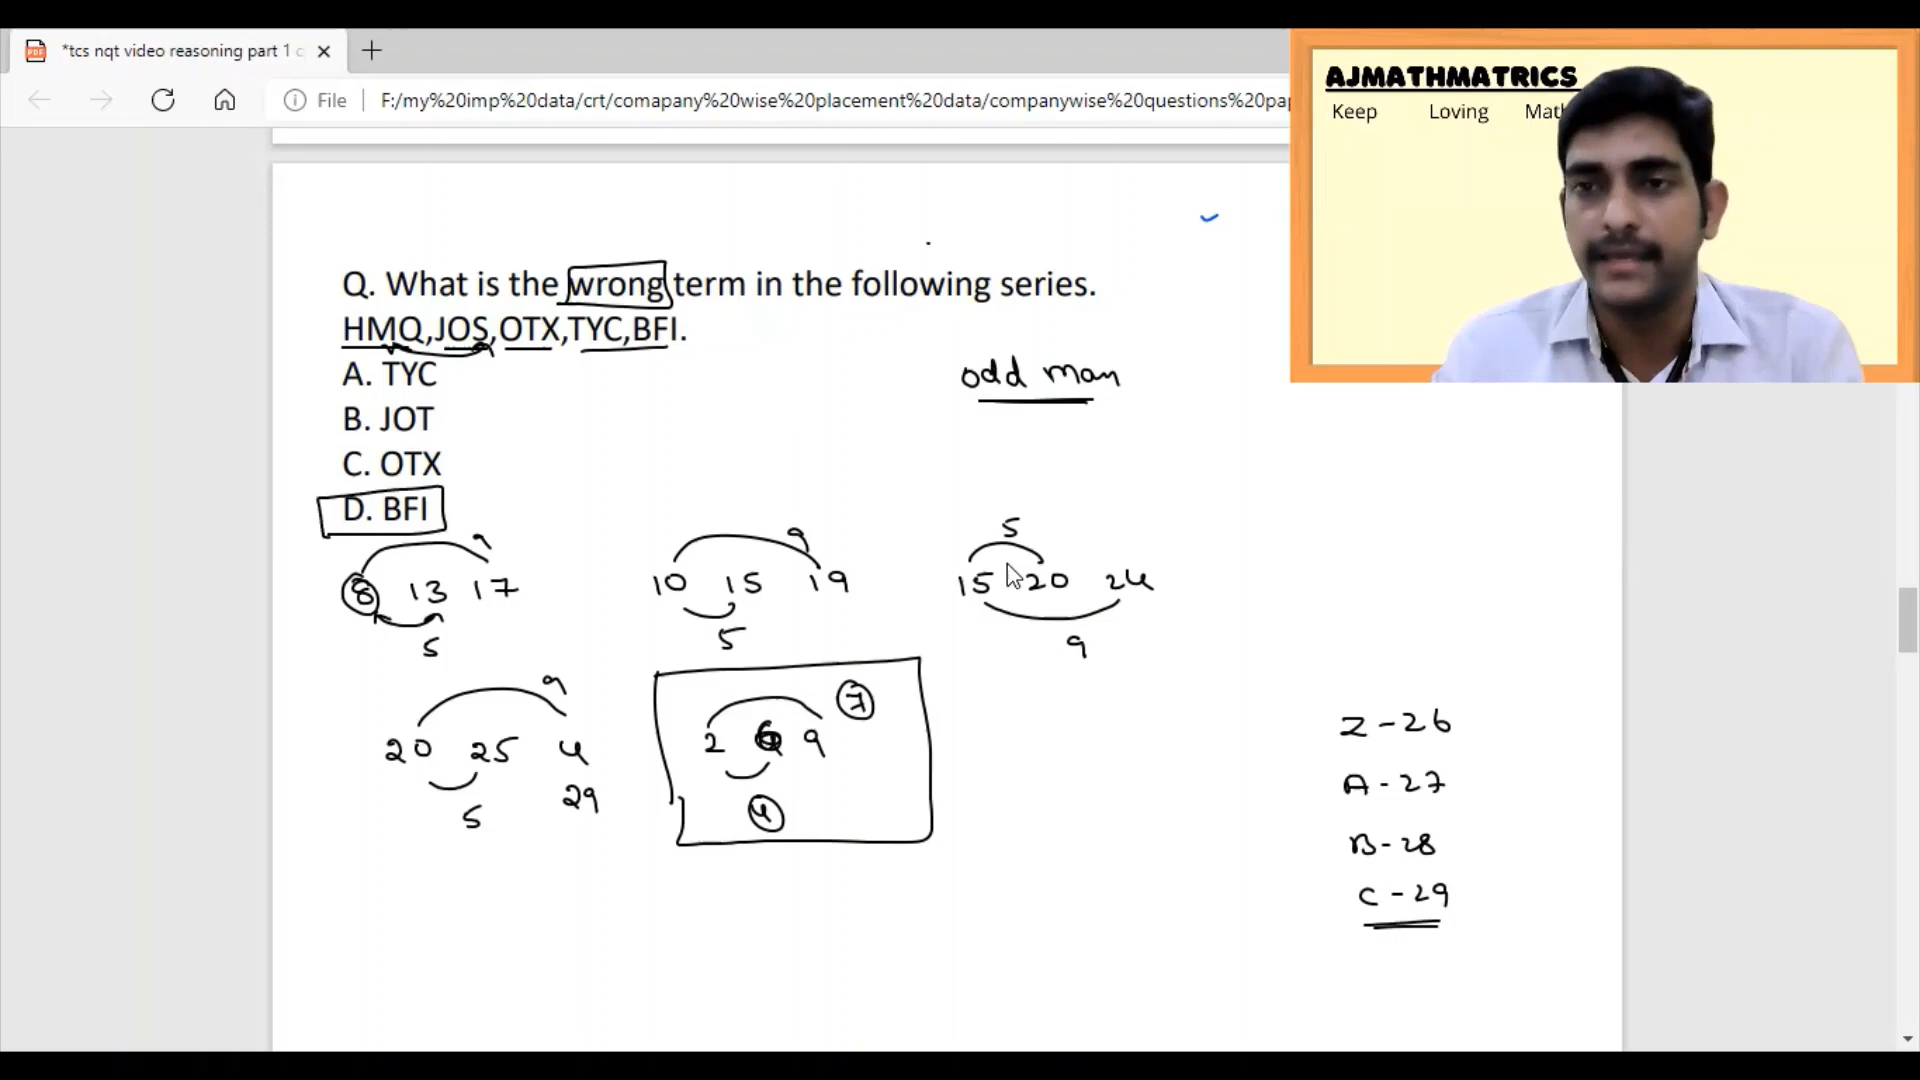 *tcs nqt video reasoning part 1 c
File F:/my%20imp%20data/crt/comapany%20wise%20placement%20data/companywise%20questions%20pap
AJMATHMATRICS
Keep Loving Math
Q. What is the wrong term in the following series.
HMQ,JOS,OTX,TYC,BFI.
odd man
A. TYC
B. JOT
C. OTX
D. BFI
9 9 5
8 13 17 10 15 19 15 20 24
5 5 9
9 7
20 25 4 2 6 9
29
5 4
Z - 26
A - 27
B - 28
C - 29